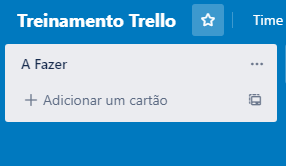 Treinamento Trello Time
A Fazer
Adicionar um cartão